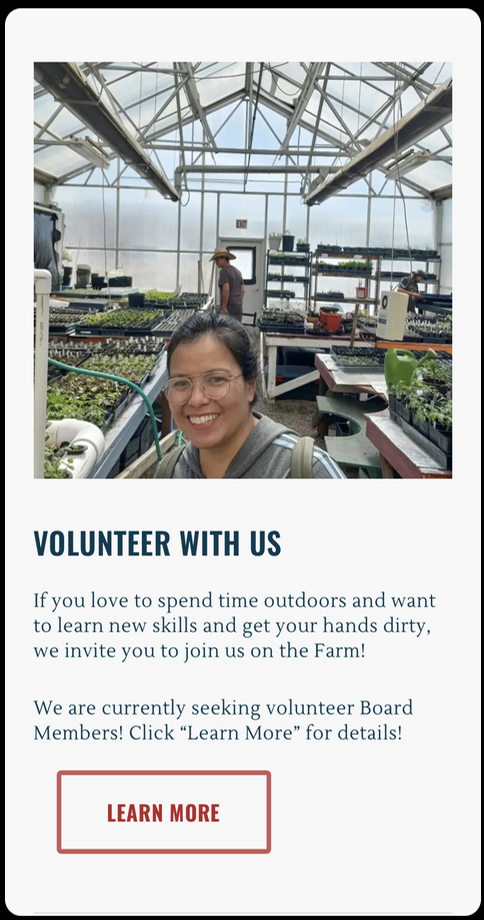 VOLUNTEER WITH US
If you love to spend time outdoors and want
to learn new skills and get your hands dirty,
we invite you to join us on the Farm!
We are currently seeking volunteer Board
Members! Click “Learn More” for details!
LEARN MORE